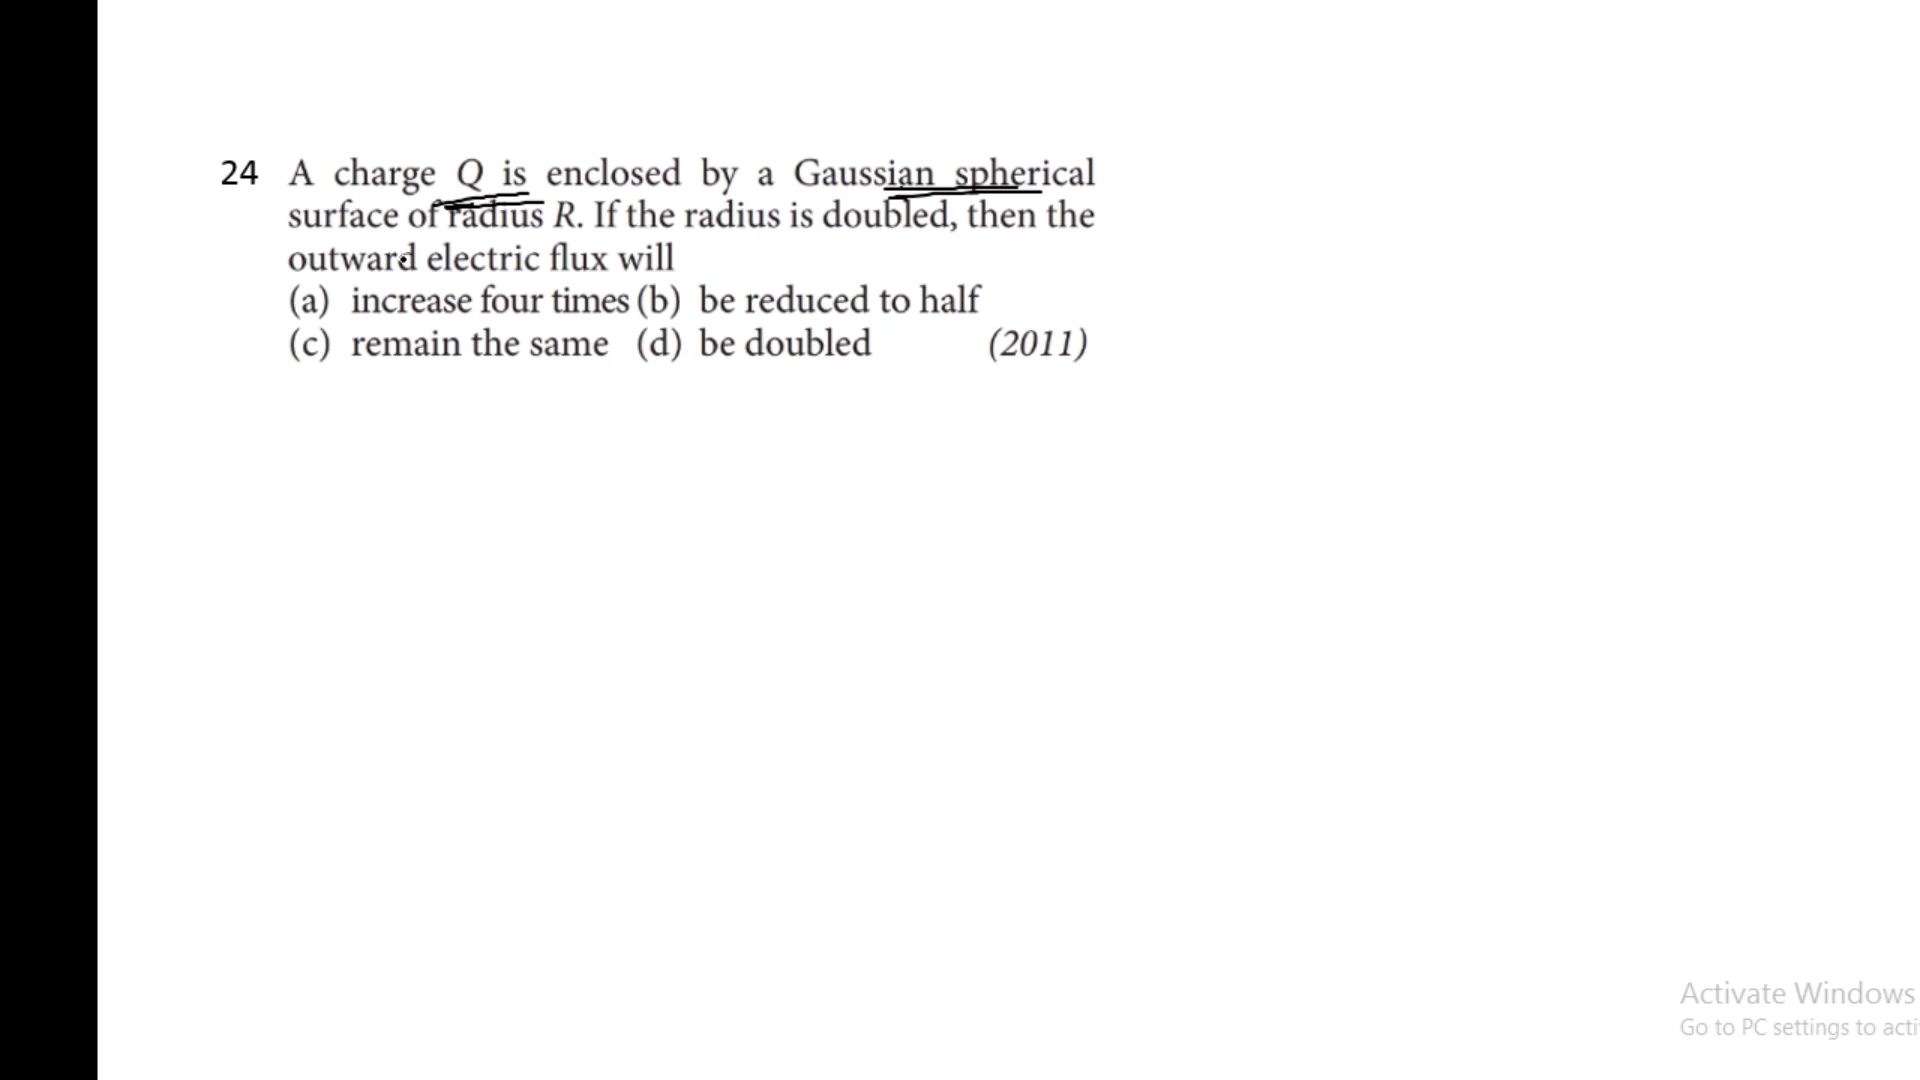 24 A charge Q is enclosed by a Gaussian spherical
surface of radius R. If the radius is doubled, then the
outward electric flux will
(a) increase four times (b) be reduced to half
(c) remain the same (d) be doubled (2011)
Activate Windows
Go to PC settings to acti